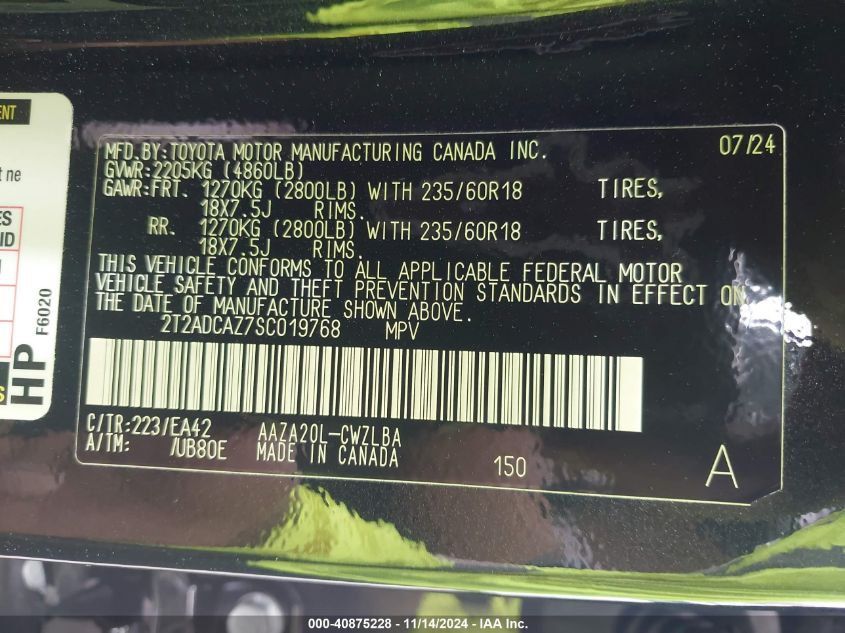 ENT
t ne
ES
ID
HP
F6020
S
MFD.BY:TOYOTA MOTOR MANUFACTURING CANADA INC. 07/24
GVWR:2205KG (4860LB)
GAWR:FRT. 1270KG (2800LB) WITH 235/60R18 TIRES,
18X7.5J RIMS.
RR. 1270KG (2800LB) WITH 235/60R18 TIRES,
18X7.5J RIMS.
THIS VEHICLE CONFORMS TO ALL APPLICABLE FEDERAL MOTOR
VEHICLE SAFETY AND THEFT PREVENTION STANDARDS IN EFFECT ON
THE DATE OF MANUFACTURE SHOWN ABOVE.
2T2ADCAZ7SC019768 MPV
C/TR:223/EA42 AAZA20L-CWZLBA
A/TM: /UB80E MADE IN CANADA 150 A
000-40875228 - 11/14/2024 - IAA Inc.